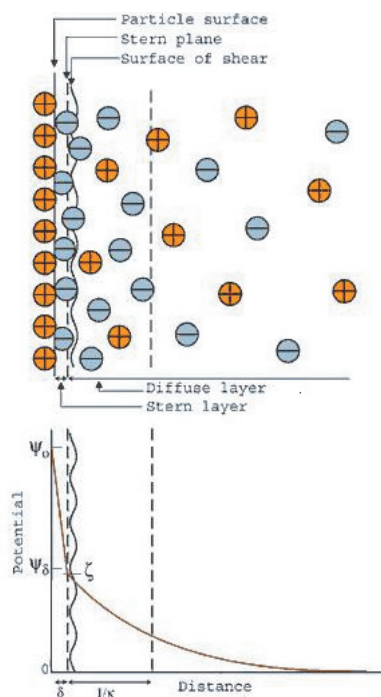 Particle surface
Stern plane
Surface of shear
Diffuse layer
Stern layer
Ψo
Potential
Ψδ
ζ
0
δ
1/κ
Distance